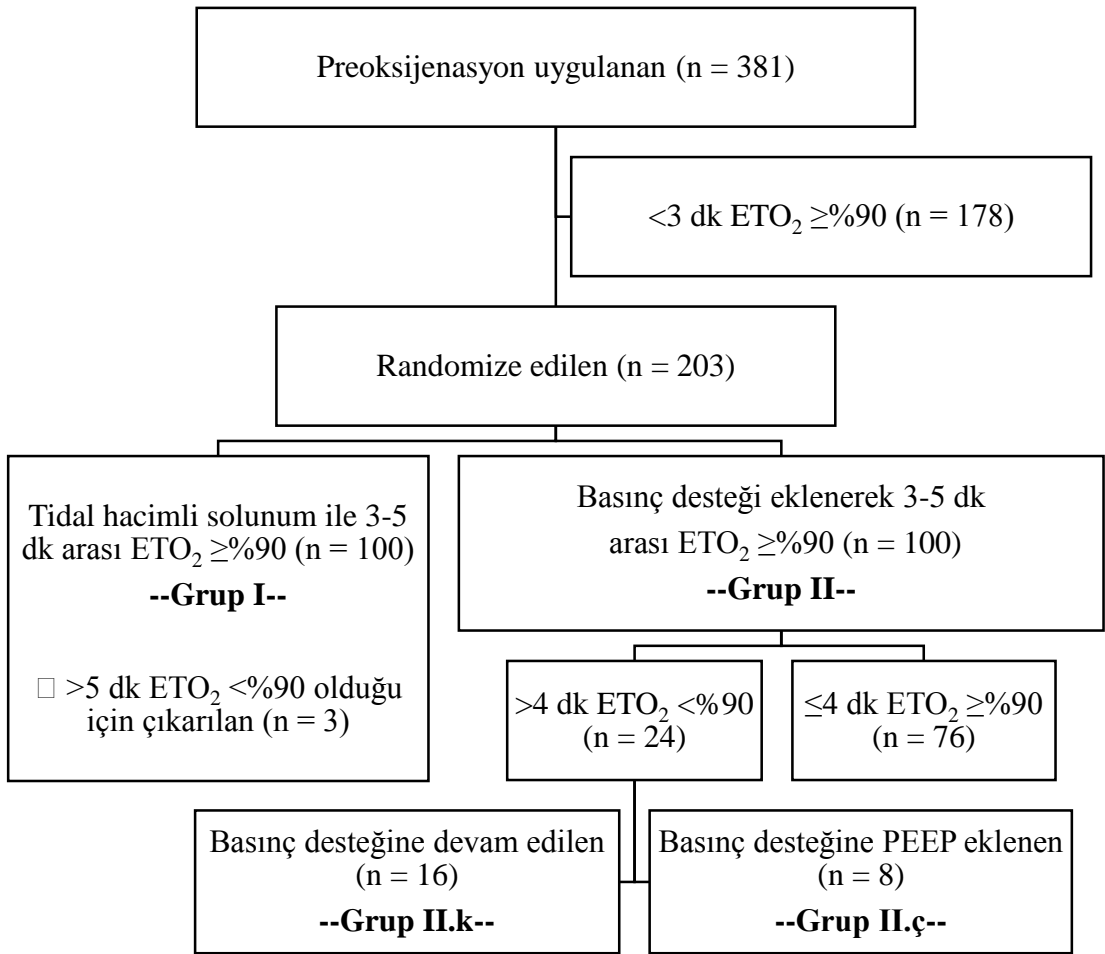 Preoksijenasyon uygulanan (n = 381)
<3 dk ETO₂ ≥%90 (n = 178)
Randomize edilen (n = 203)
Tidal hacimli solunum ile 3-5
dk arası ETO₂ ≥%90 (n = 100)
--Grup I--
□ >5 dk ETO₂ <%90 olduğu
için çıkarılan (n = 3)
Basınç desteği eklenerek 3-5 dk
arası ETO₂ ≥%90 (n = 100)
--Grup II--
>4 dk ETO₂ <%90
(n = 24)
≤4 dk ETO₂ ≥%90
(n = 76)
Basınç desteğine devam edilen
(n = 16)
--Grup II.k--
Basınç desteğine PEEP eklenen
(n = 8)
--Grup II.ç--